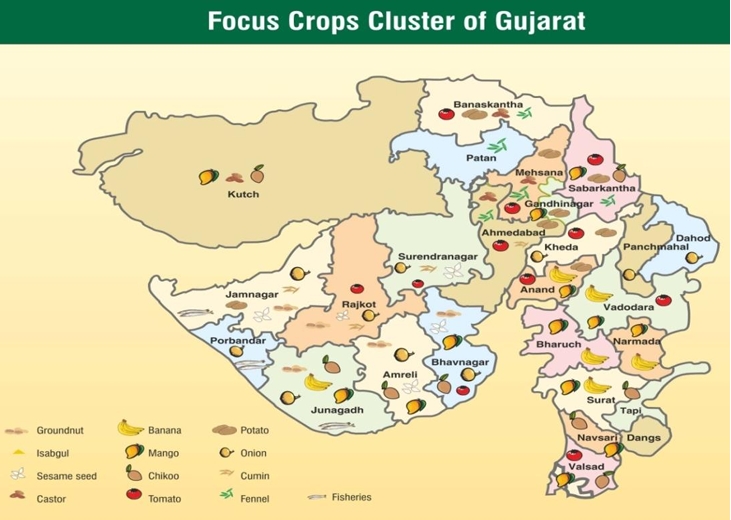 Focus Crops Cluster of Gujarat
Banaskantha
Patan
Mehsana
Sabarkantha
Kutch
Gandhinagar
Ahmedabad
Dahod
Kheda
Panchmahal
Surendranagar
Anand
Jamnagar
Rajkot
Vadodara
Porbandar
Bharuch
Narmada
Bhavnagar
Amreli
Surat
Junagadh
Tapi
Navsari
Dangs
Valsad
Groundnut
Banana
Potato
Isabgul
Mango
Onion
Sesame seed
Chikoo
Cumin
Castor
Tomato
Fennel
Fisheries